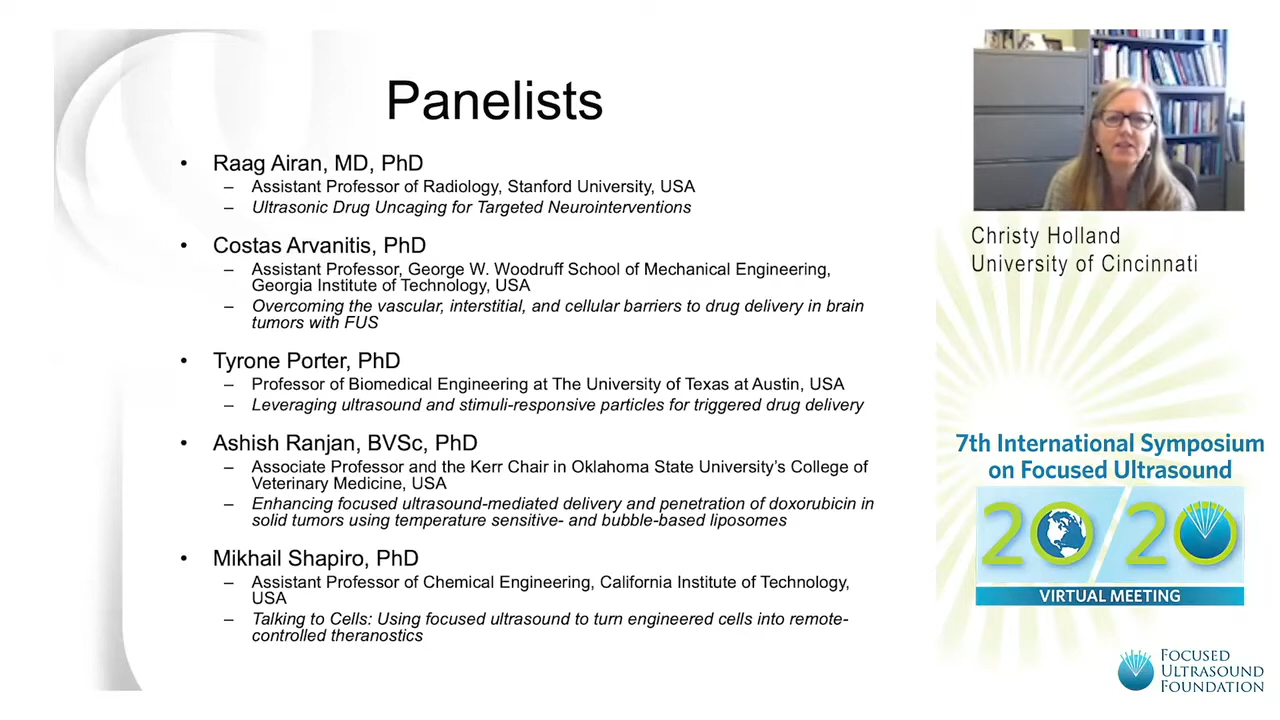 Panelists
• Raag Airan, MD, PhD
– Assistant Professor of Radiology, Stanford University, USA
– Ultrasonic Drug Uncaging for Targeted Neurointerventions
• Costas Arvanitis, PhD
– Assistant Professor, George W. Woodruff School of Mechanical Engineering,
Georgia Institute of Technology, USA
– Overcoming the vascular, interstitial, and cellular barriers to drug delivery in brain
tumors with FUS
• Tyrone Porter, PhD
– Professor of Biomedical Engineering at The University of Texas at Austin, USA
– Leveraging ultrasound and stimuli-responsive particles for triggered drug delivery
• Ashish Ranjan, BVSc, PhD
– Associate Professor and the Kerr Chair in Oklahoma State University's College of
Veterinary Medicine, USA
– Enhancing focused ultrasound-mediated delivery and penetration of doxorubicin in
solid tumors using temperature sensitive- and bubble-based liposomes
• Mikhail Shapiro, PhD
– Assistant Professor of Chemical Engineering, California Institute of Technology,
USA
– Talking to Cells: Using focused ultrasound to turn engineered cells into remote-
controlled theranostics
Christy Holland
University of Cincinnati
7th International Symposium
on Focused Ultrasound
20/20
VIRTUAL MEETING
FOCUSED
ULTRASOUND
FOUNDATION